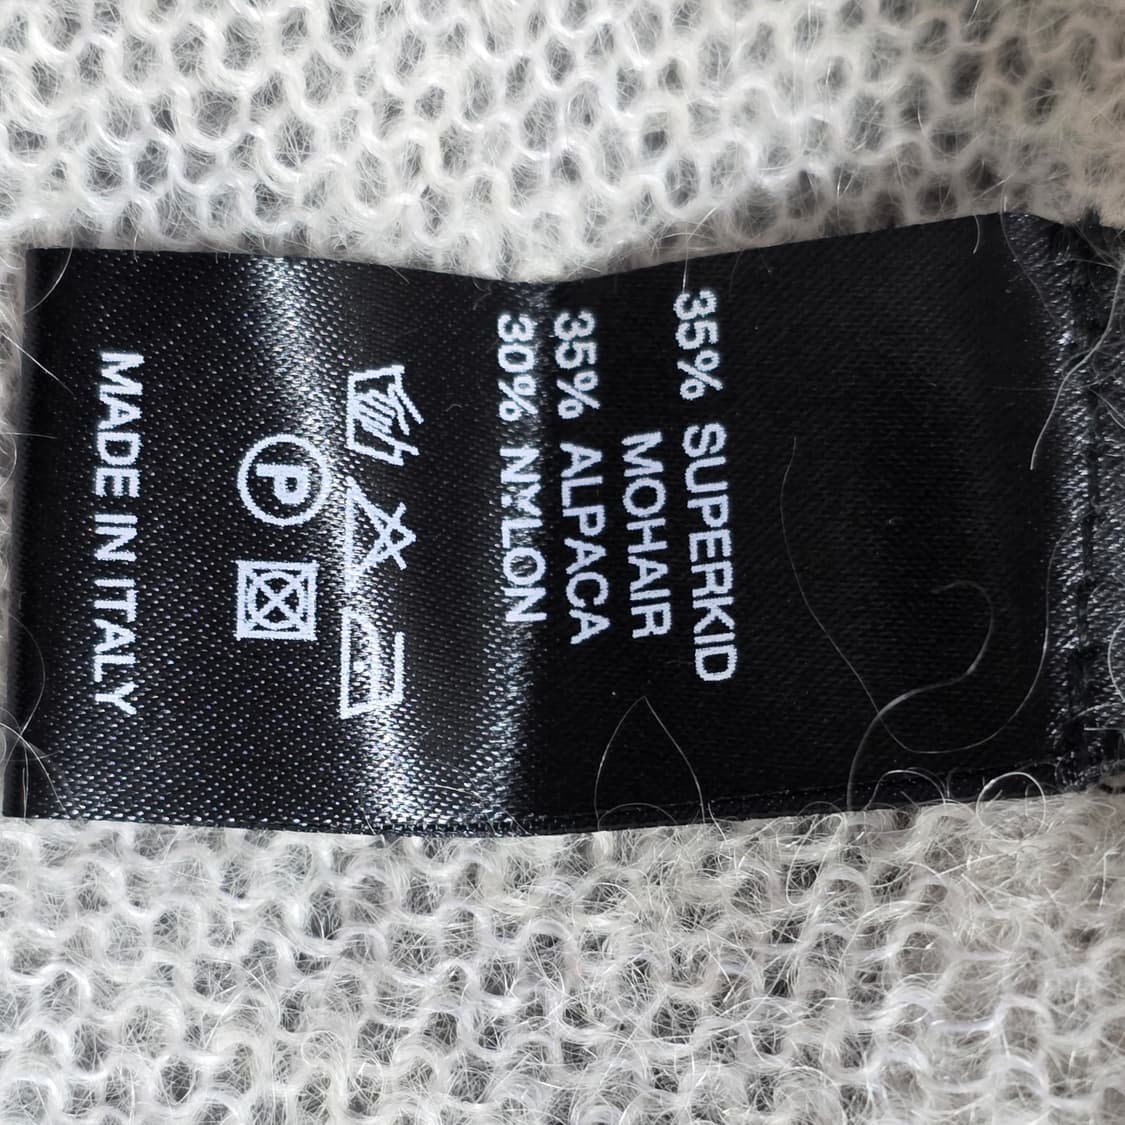 35% SUPERKID
MOHAIR
35% ALPACA
30% NYLON
P
MADE IN ITALY